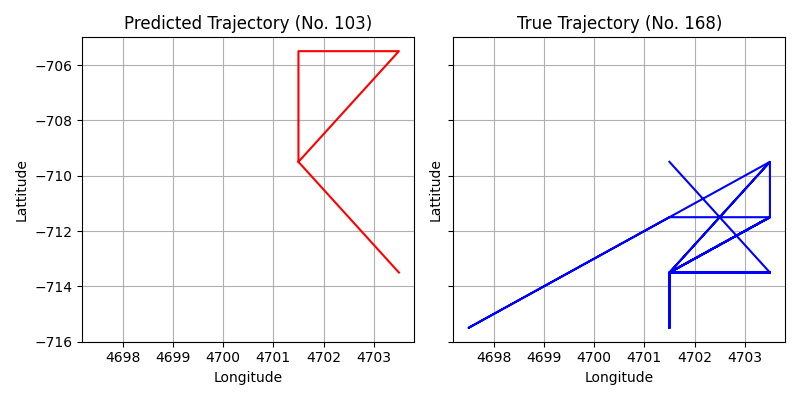 Predicted Trajectory (No. 103)
True Trajectory (No. 168)
Lattitude
−706
−708
−710
−712
−714
−716
4698 4699 4700 4701 4702 4703
Longitude
Lattitude
4698 4699 4700 4701 4702 4703
Longitude